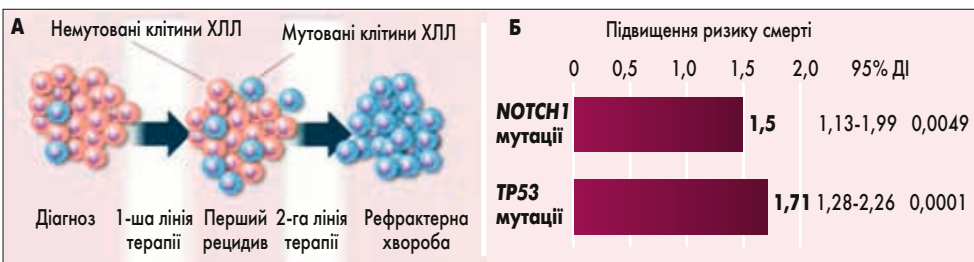 А
Немутовані клітини ХЛЛ
Мутовані клітини ХЛЛ
Діагноз
1-ша лінія
терапії
Перший
рецидив
2-га лінія
терапії
Рефрактерна
хвороба
Б
Підвищення ризику смерті
0 0,5 1,0 1,5 2,0 95% ДІ
NOTCH1
мутації
1,5 1,13-1,99 0,0049
TP53
мутації
1,71 1,28-2,26 0,0001